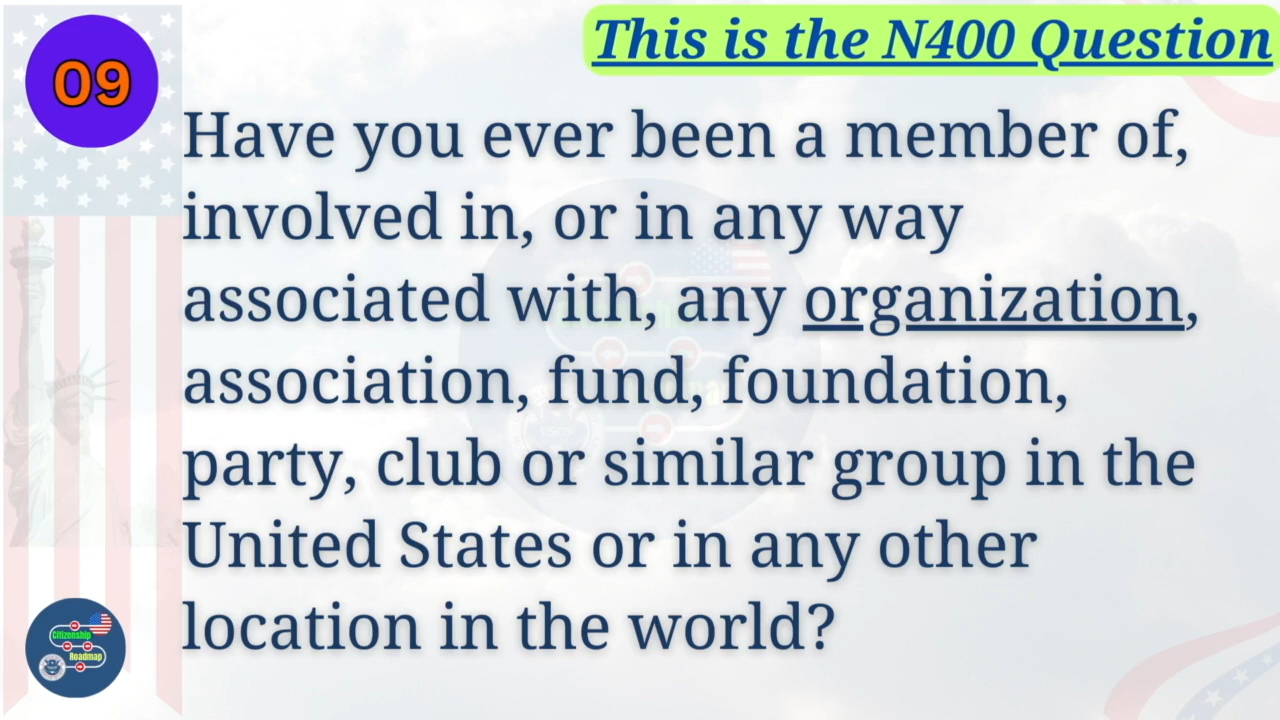 09
This is the N400 Question
Have you ever been a member of,
involved in, or in any way
associated with, any organization,
association, fund, foundation,
party, club or similar group in the
United States or in any other
location in the world?
Citizenship
Roadmap